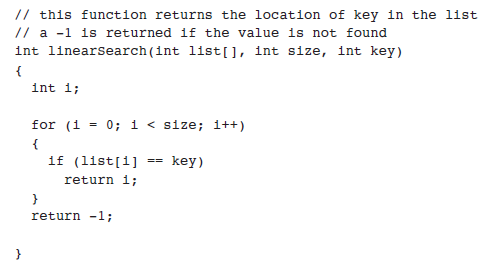 // this function returns the location of key in the list
// a -1 is returned if the value is not found
int linearSearch(int list[], int size, int key)
{
  int i;

  for (i = 0; i < size; i++)
  {
    if (list[i] == key)
      return i;
  }
  return -1;

}